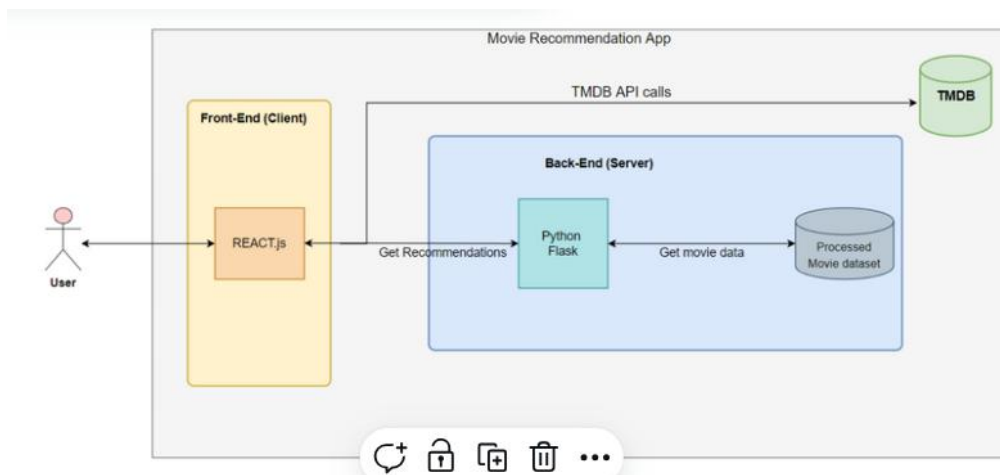 Movie Recommendation App
TMDB API calls
TMDB
Front-End (Client)
Back-End (Server)
REACT.js
Get Recommendations
Python
Flask
Get movie data
Processed
Movie dataset
User